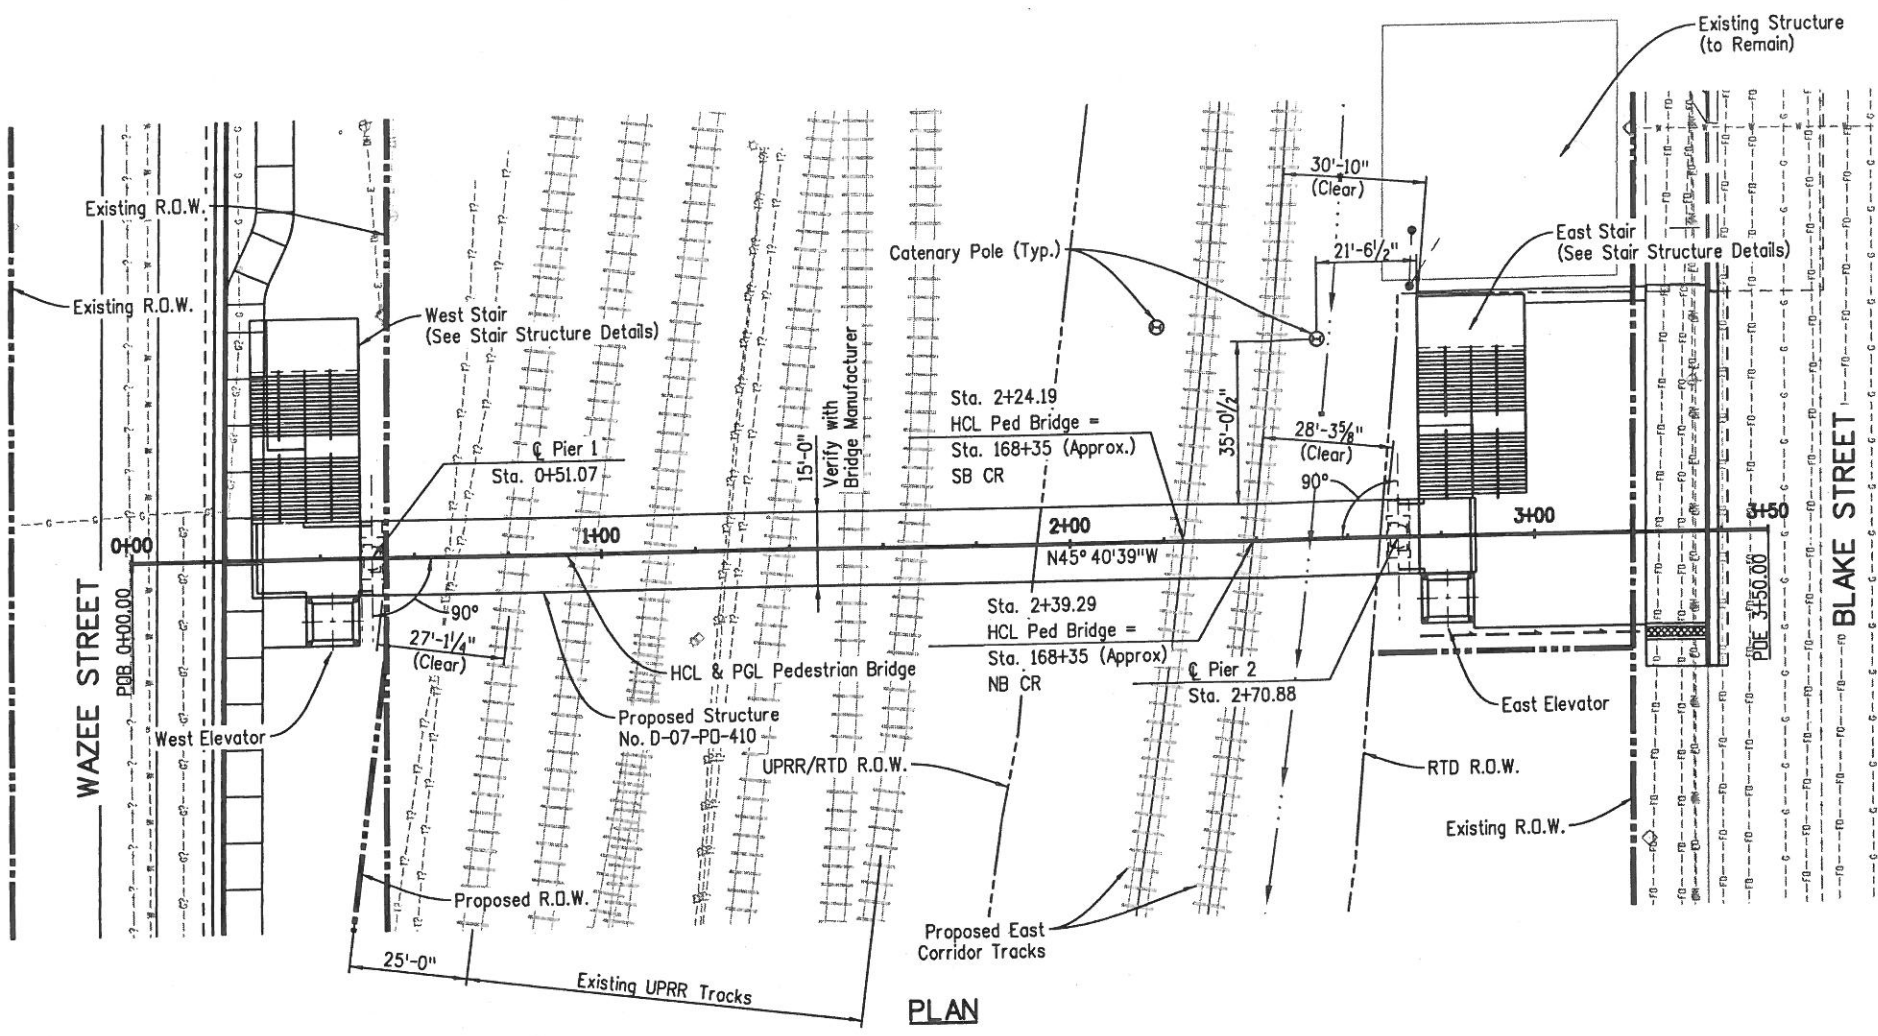 Existing Structure
(to Remain)
30'-10"
(Clear)
Existing R.O.W.
Existing R.O.W.
Catenary Pole (Typ.)
21'-6½"
East Stair
(See Stair Structure Details)
West Stair
(See Stair Structure Details)
15'-0"
Verify with
Bridge Manufacturer
35'-0½"
Sta. 2+24.19
HCL Ped Bridge =
Sta. 168+35 (Approx.)
SB CR
28'-3⅝"
(Clear)
90°
℄ Pier 1
Sta. 0+51.07
0+00
1+00
2+00
3+00
3+50
N45° 40'39"W
POB 0+00.00
POE 3+50.00
WAZEE STREET
BLAKE STREET
90°
27'-1¼"
(Clear)
Sta. 2+39.29
HCL Ped Bridge =
Sta. 168+35 (Approx)
NB CR
℄ Pier 2
Sta. 2+70.88
HCL & PGL Pedestrian Bridge
Proposed Structure
No. D-07-PO-410
West Elevator
East Elevator
UPRR/RTD R.O.W.
RTD R.O.W.
Existing R.O.W.
Proposed R.O.W.
Proposed East
Corridor Tracks
25'-0"
Existing UPRR Tracks
PLAN